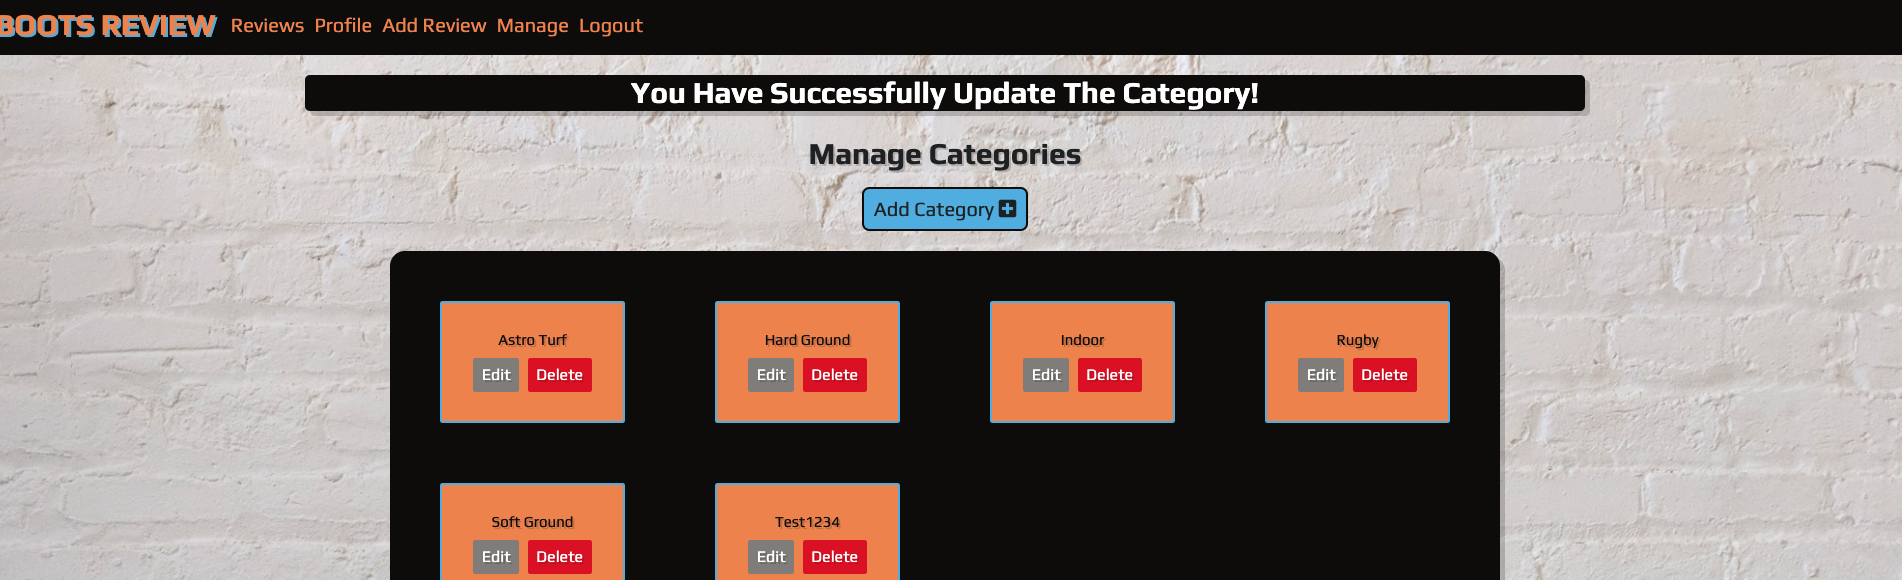 BOOTS REVIEW Reviews Profile Add Review Manage Logout
You Have Successfully Update The Category!
Manage Categories
Add Category
Astro Turf Hard Ground Indoor Rugby
Edit Delete Edit Delete Edit Delete Edit Delete
Soft Ground Test1234
Edit Delete Edit Delete